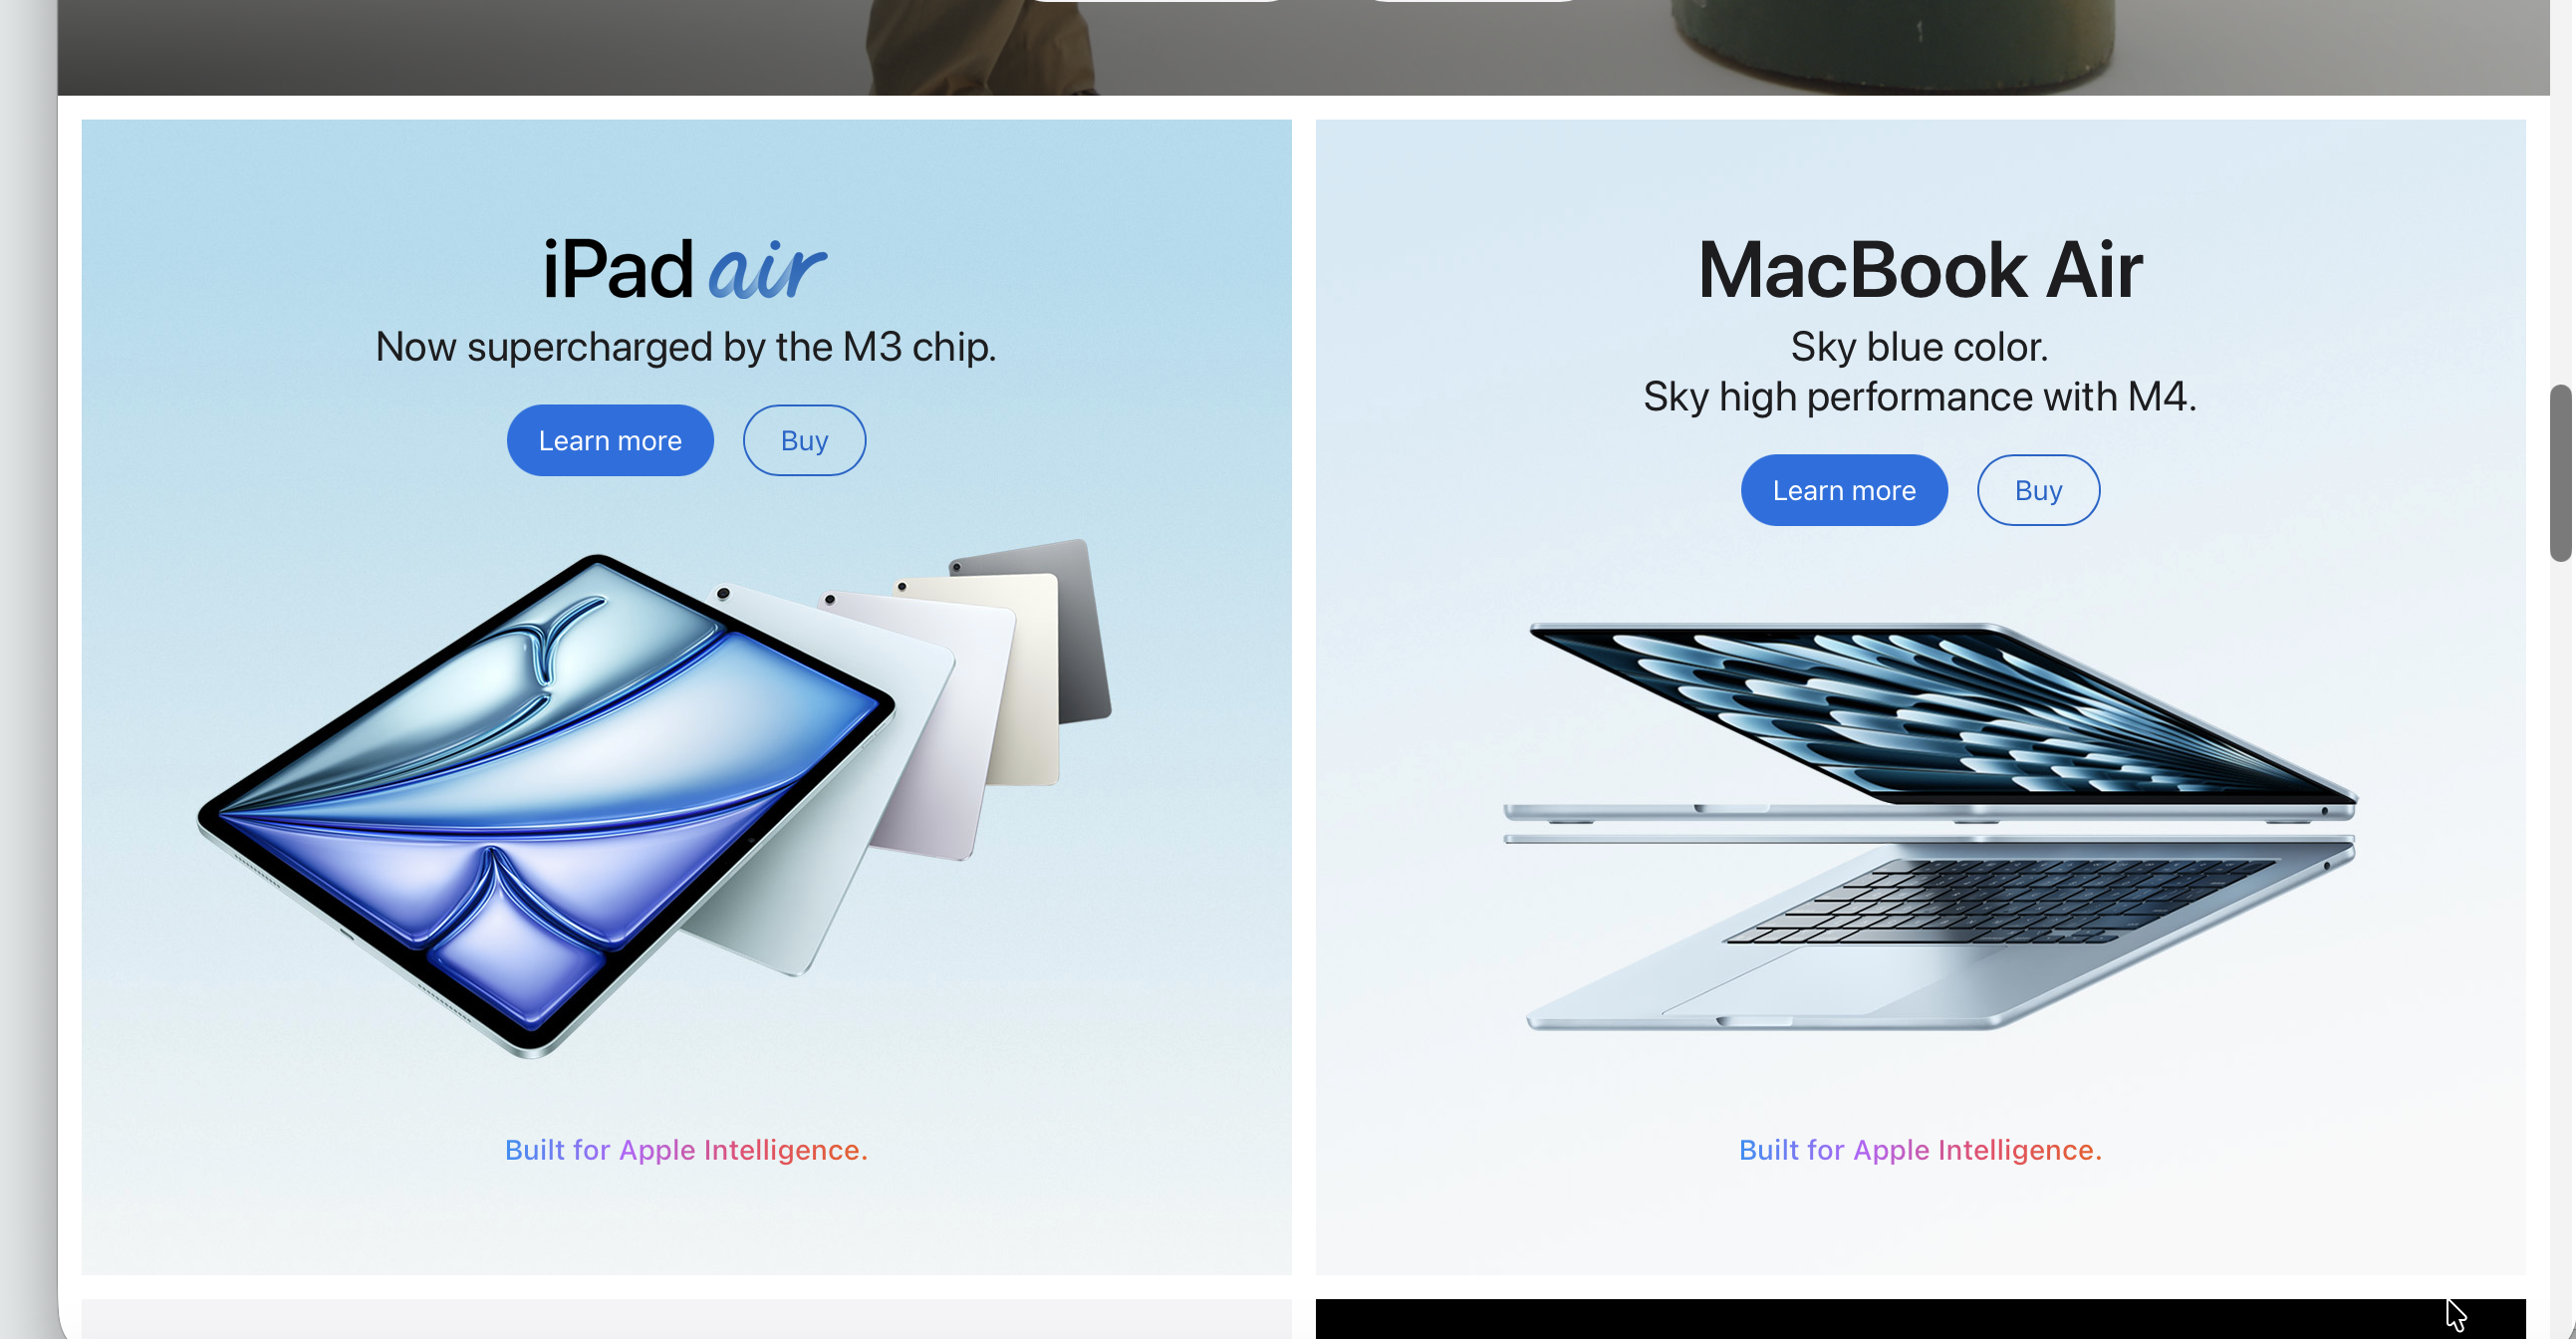 iPad air
Now supercharged by the M3 chip.
Learn more
Buy
Built for Apple Intelligence.
MacBook Air
Sky blue color.
Sky high performance with M4.
Learn more
Buy
Built for Apple Intelligence.